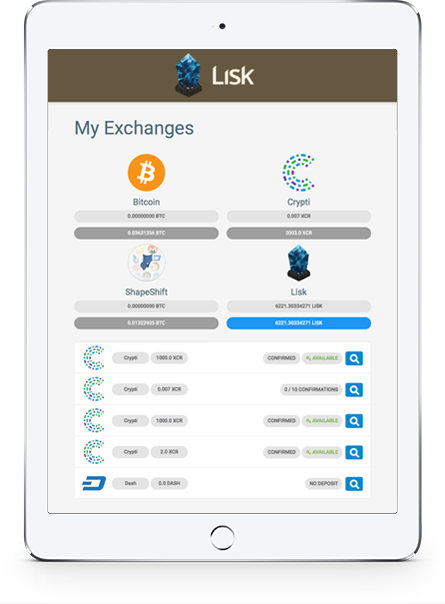 LISK
My Exchanges
Bitcoin
Crypti
0.00000000 BTC
0.007 XCR
0.03631356 BTC
3003.0 XCR
ShapeShift
Lisk
0.00000000 BTC
6221.30334271 LISK
0.01323995 BTC
6221.30334271 LISK
Crypti 1000.0 XCR CONFIRMED AVAILABLE
Crypti 0.007 XCR 0 / 10 CONFIRMATIONS
Crypti 1000.0 XCR CONFIRMED AVAILABLE
Crypti 2.0 XCR CONFIRMED AVAILABLE
Dash 0.0 DASH NO DEPOSIT